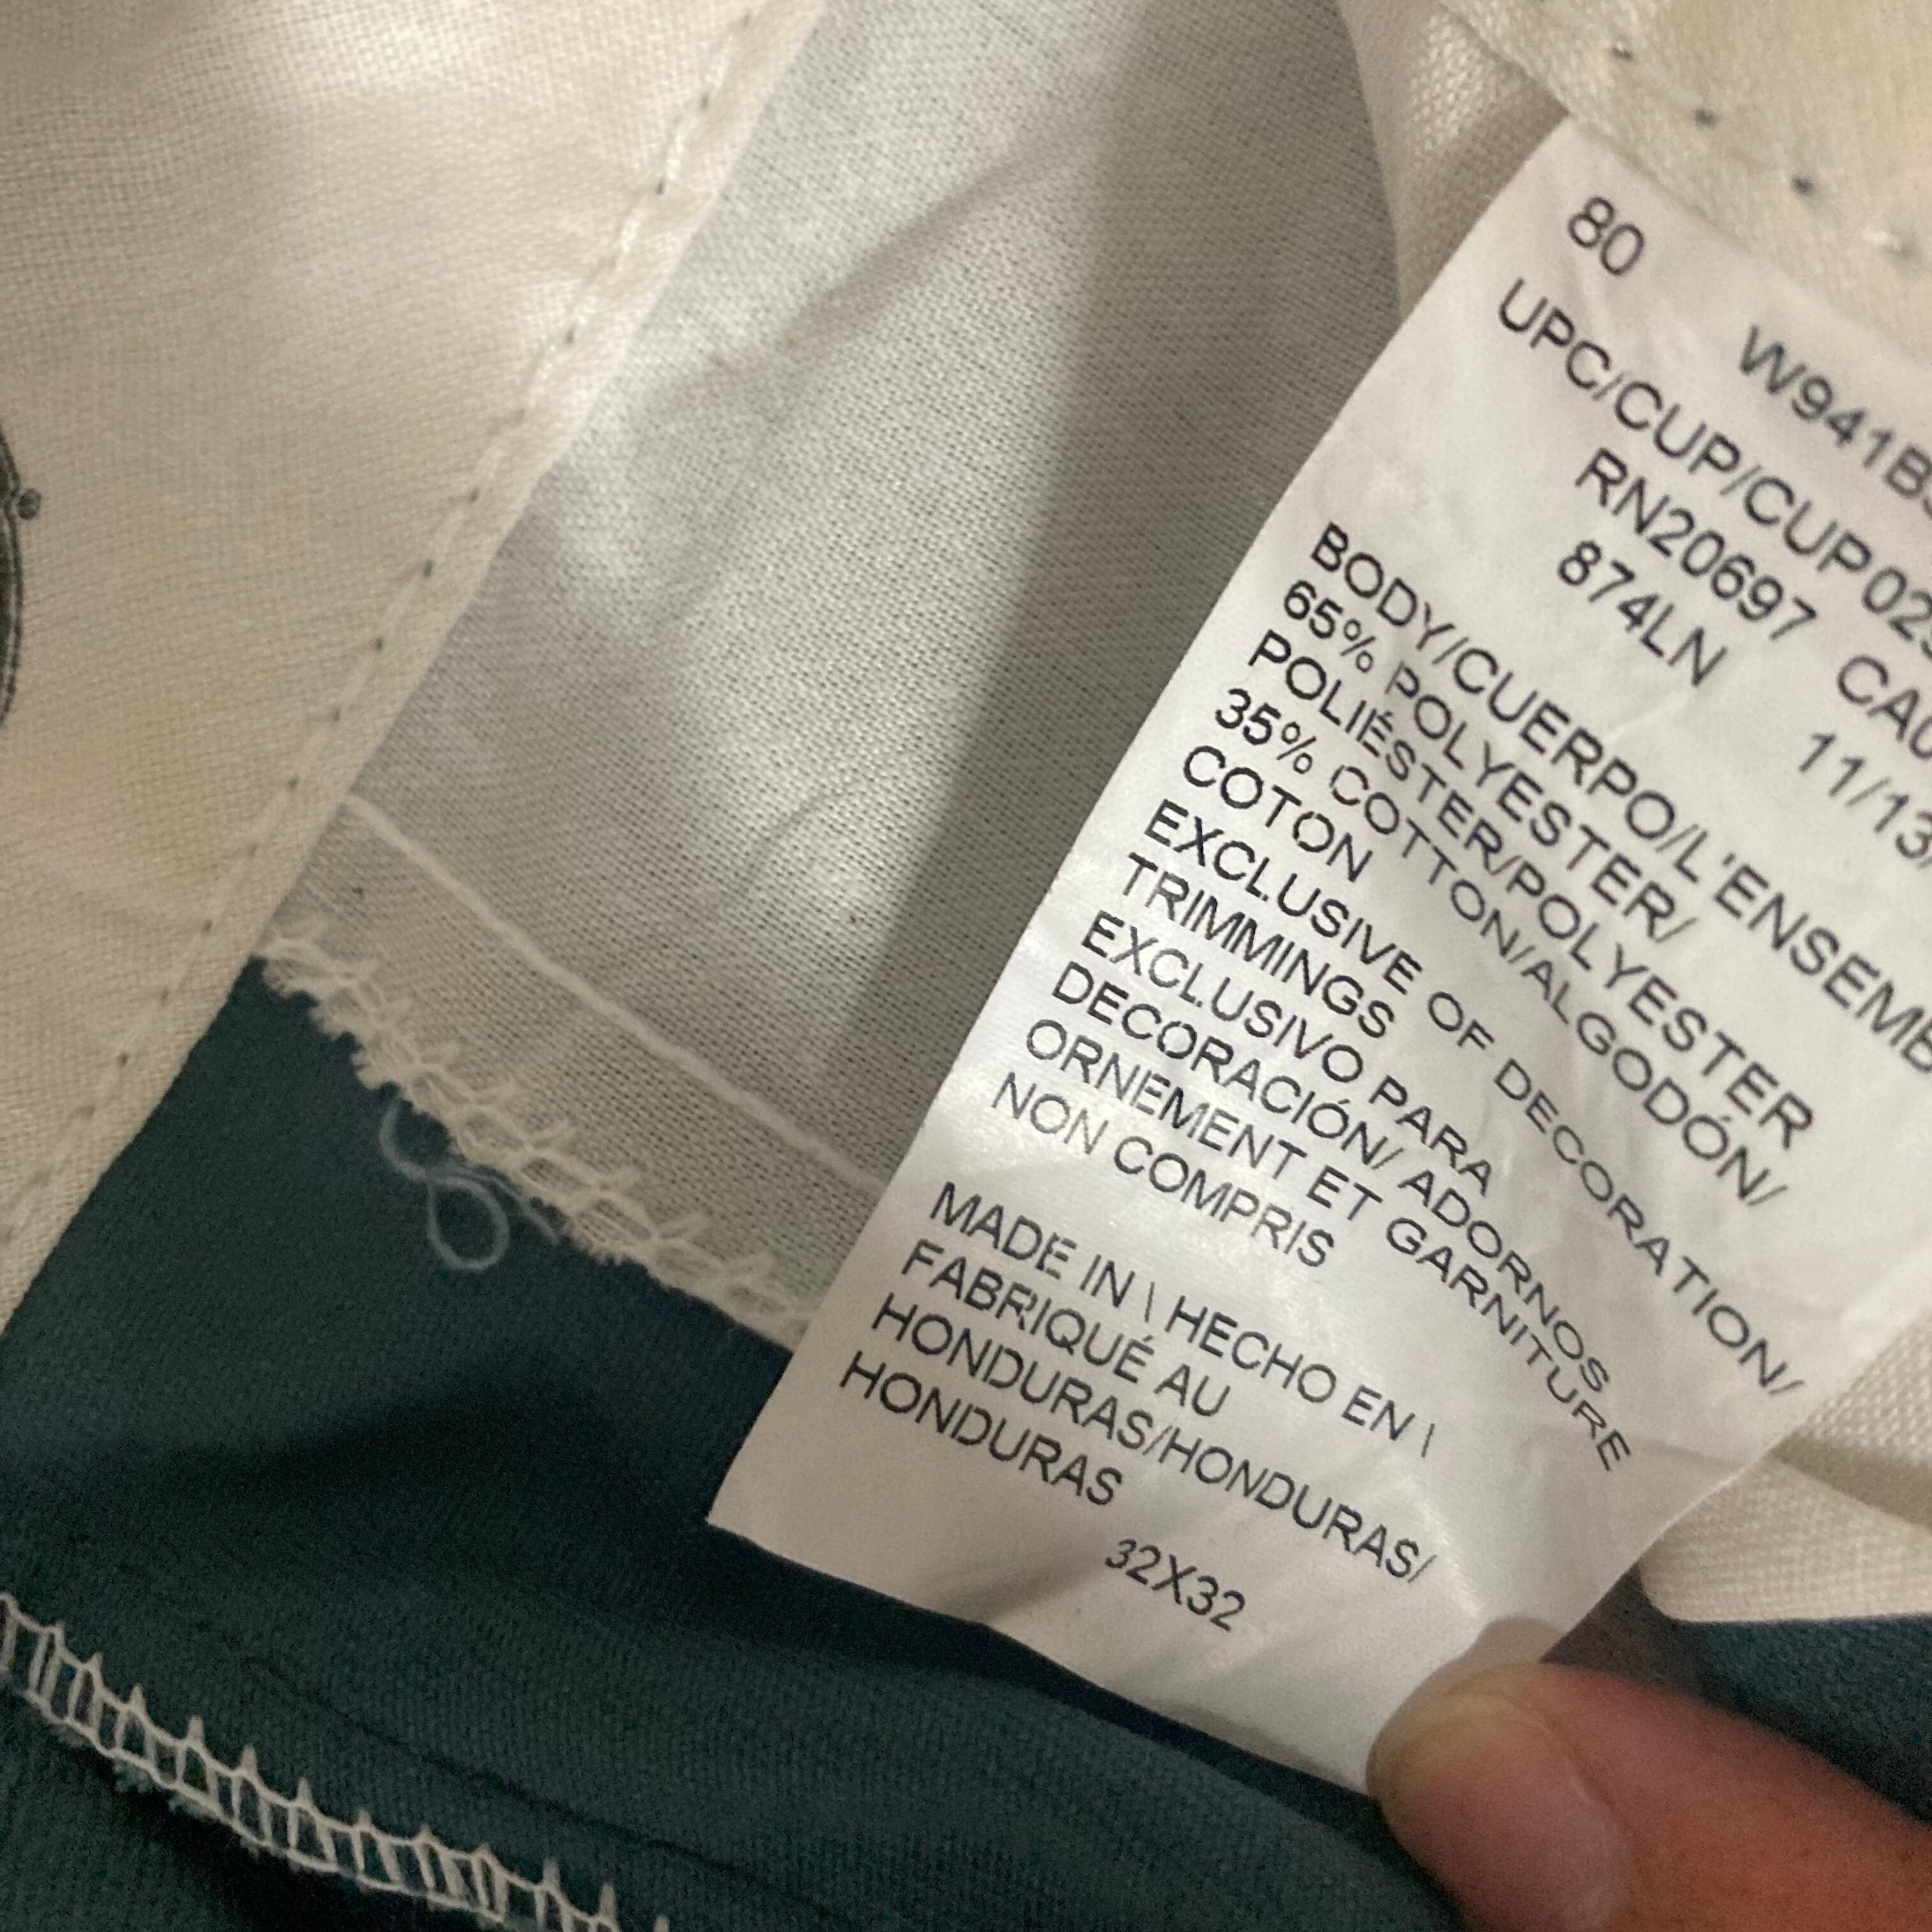 80
W941B
UPC/CUP/CUP 02
RN20697 CA
874LN 11/13
BODY/CUERPO/L'ENSEMB
65% POLYESTER/
POLIÉSTER/POLYESTER
35% COTTON/ALGODÓN/
COTON
EXCLUSIVE OF DECORATION/
TRIMMINGS
EXCLUSIVO PARA
DECORACIÓN/ ADORNOS
ORNEMENT ET GARNITURE
NON COMPRIS
MADE IN \ HECHO EN \
FABRIQUÉ AU
HONDURAS/HONDURAS/
HONDURAS
32X32